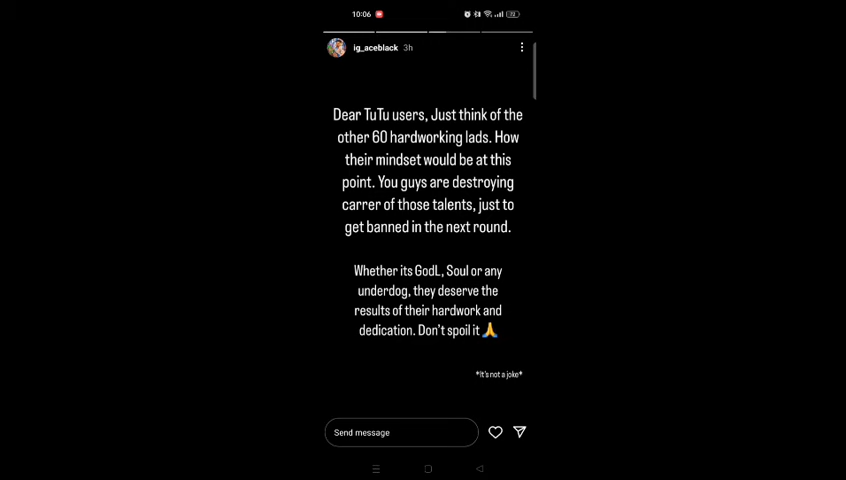 10:06
72
ig_aceblack 3h
Dear TuTu users, Just think of the
other 60 hardworking lads. How
their mindset would be at this
point. You guys are destroying
carrer of those talents, just to
get banned in the next round.
Whether its GodL, Soul or any
underdog, they deserve the
results of their hardwork and
dedication. Don't spoil it 🙏
*It's not a joke*
Send message